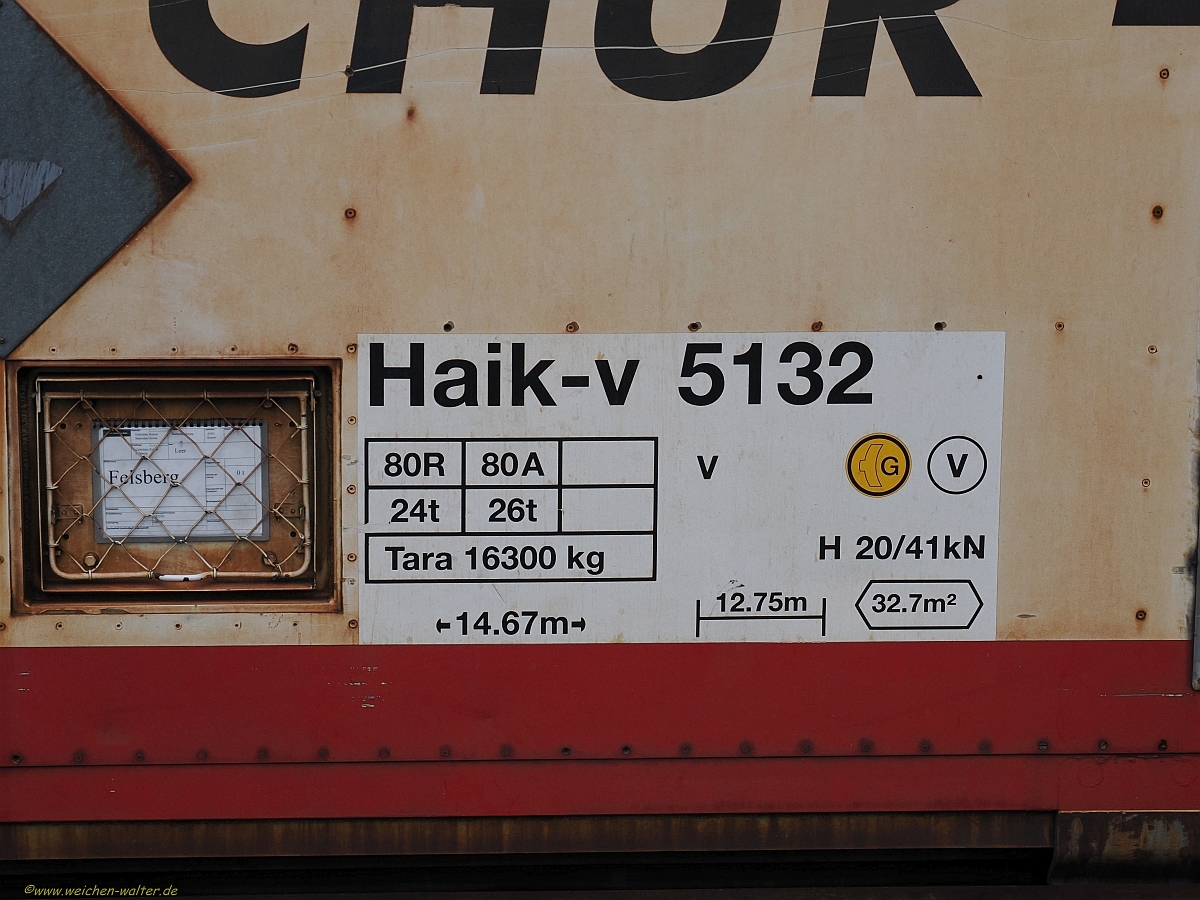 CHUR
Haik-v 5132
80R 80A
24t 26t
Tara 16300 kg
v
G
V
H 20/41kN
←14.67m→
12.75m
32.7m²
Leer
Felsberg
©www.weichen-walter.de